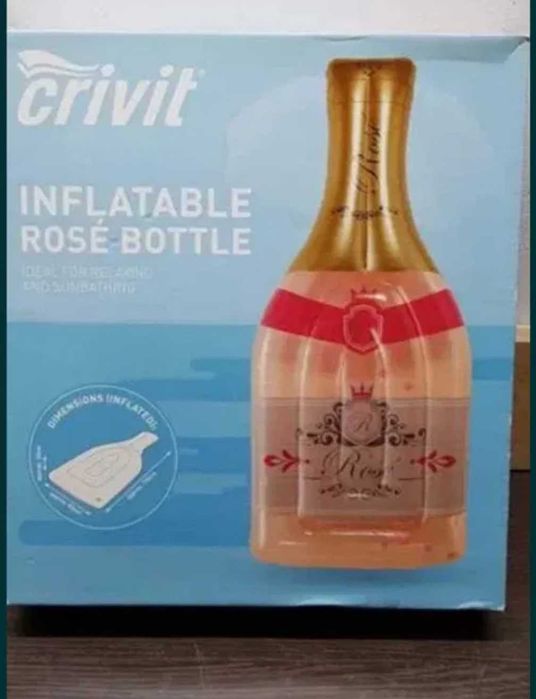 crivit
INFLATABLE
ROSÉ BOTTLE
IDEAL FOR RELAXING
AND SUNBATHING
DIMENSIONS (INFLATED):
Rosé
R
Rosé